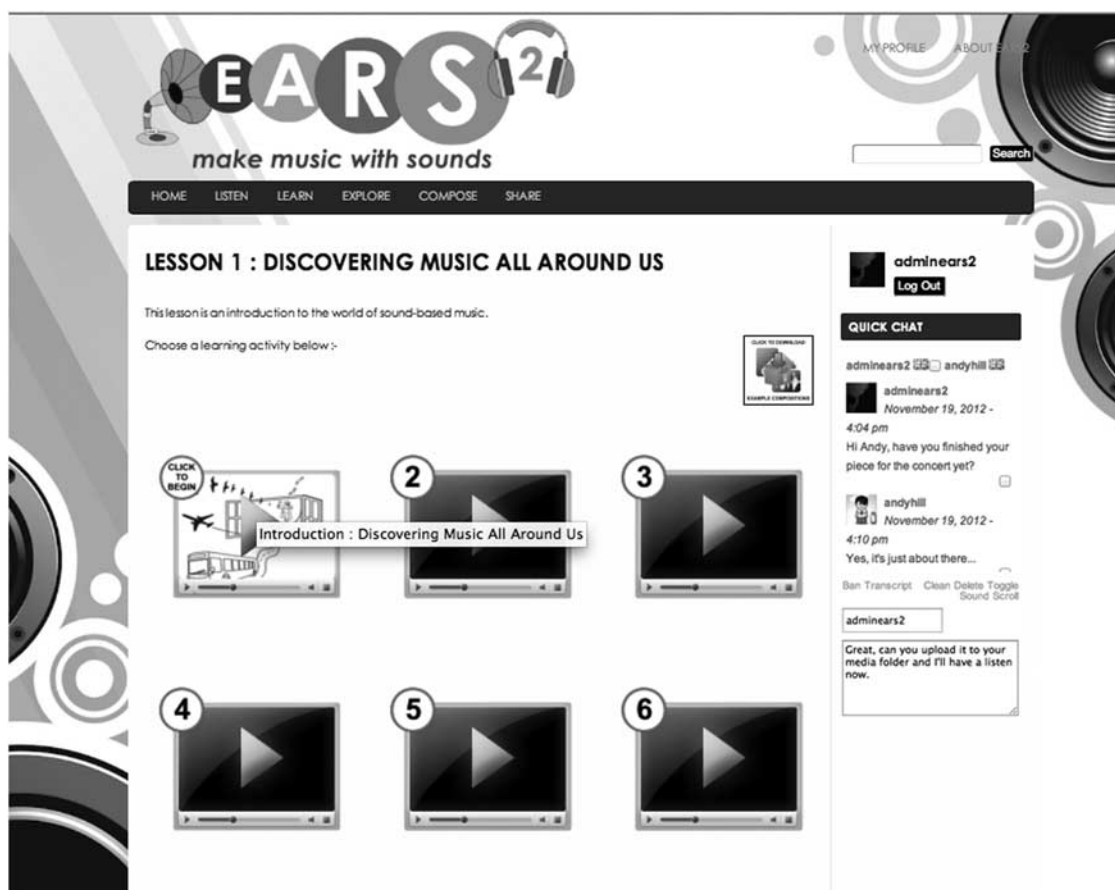 MY PROFILE ABOUT EARS2
EARS 2
make music with sounds
Search
HOME LISTEN LEARN EXPLORE COMPOSE SHARE
LESSON 1 : DISCOVERING MUSIC ALL AROUND US
This lesson is an introduction to the world of sound-based music.
Choose a learning activity below :-
CLICK TO DOWNLOAD
EXAMPLE COMPOSITIONS
CLICK
TO
BEGIN
Introduction : Discovering Music All Around Us
2
3
4
5
6
adminears2
Log Out
QUICK CHAT
adminears2 andyhill
adminears2
November 19, 2012 -
4:04 pm
Hi Andy, have you finished your
piece for the concert yet?
andyhill
November 19, 2012 -
4:10 pm
Yes, it's just about there...
Ban Transcript Clean Delete Toggle
Sound Scroll
adminears2
Great, can you upload it to your
media folder and I'll have a listen
now.